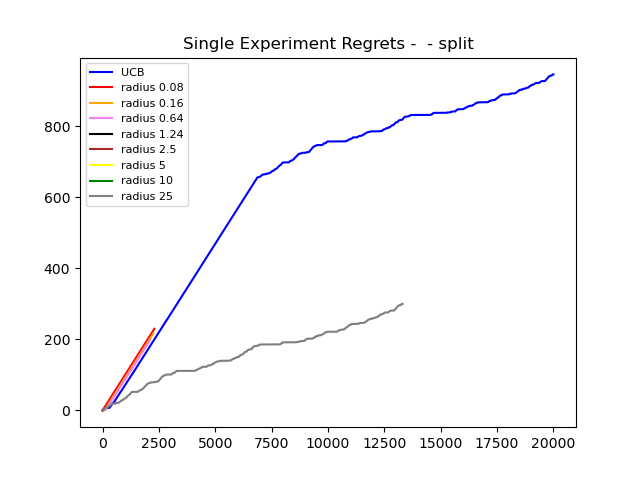 Single Experiment Regrets -  - split
UCB
radius 0.08
radius 0.16
radius 0.64
radius 1.24
radius 2.5
radius 5
radius 10
radius 25
800
600
400
200
0
0 2500 5000 7500 10000 12500 15000 17500 20000